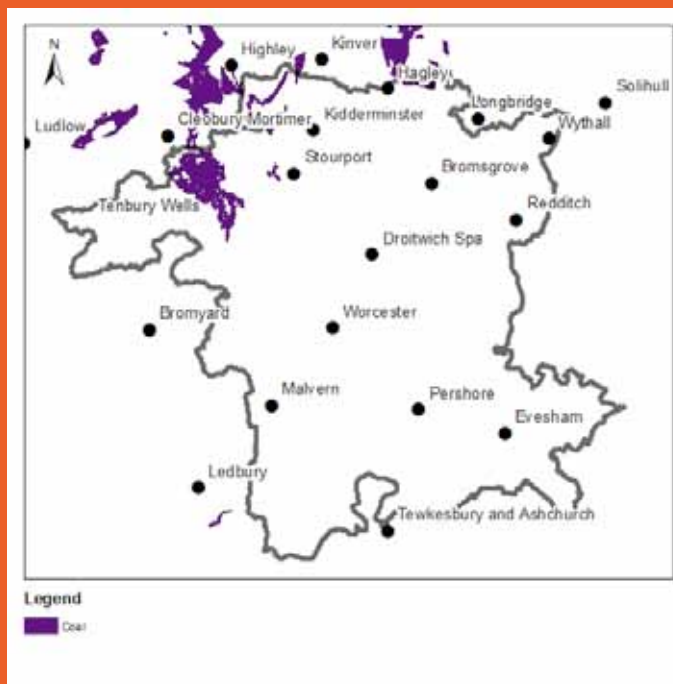 N
Highley
Kinver
Hagley
Solihull
Longbridge
Ludlow
Cleobury Mortimer
Kidderminster
Wythall
Stourport
Bromsgrove
Tenbury Wells
Redditch
Droitwich Spa
Bromyard
Worcester
Malvern
Pershore
Evesham
Ledbury
Tewkesbury and Ashchurch
Legend
Coal